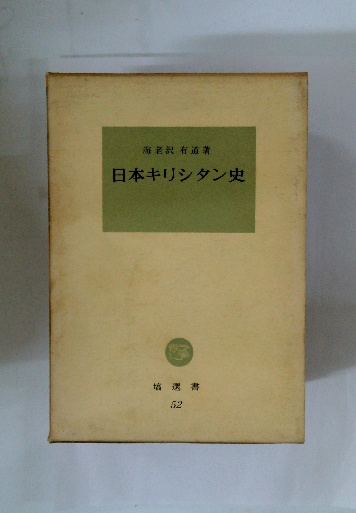 海老沢 有道著
日本キリシタン史
塙選書
52